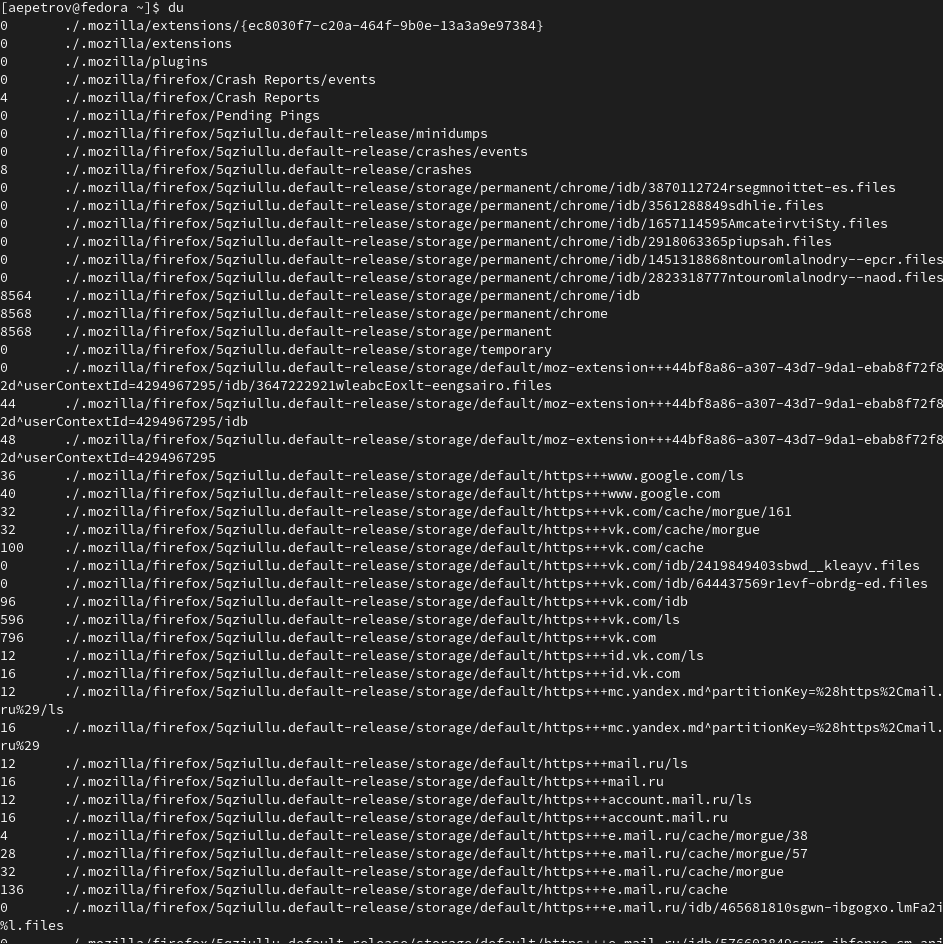 [aepetrov@fedora ~]$ du
0 ./.mozilla/extensions/{ec8030f7-c20a-464f-9b0e-13a3a9e97384}
0 ./.mozilla/extensions
0 ./.mozilla/plugins
0 ./.mozilla/firefox/Crash Reports/events
4 ./.mozilla/firefox/Crash Reports
0 ./.mozilla/firefox/Pending Pings
0 ./.mozilla/firefox/5qziullu.default-release/minidumps
0 ./.mozilla/firefox/5qziullu.default-release/crashes/events
8 ./.mozilla/firefox/5qziullu.default-release/crashes
0 ./.mozilla/firefox/5qziullu.default-release/storage/permanent/chrome/idb/3870112724rsegmnoittet-es.files
0 ./.mozilla/firefox/5qziullu.default-release/storage/permanent/chrome/idb/3561288849sdhlie.files
0 ./.mozilla/firefox/5qziullu.default-release/storage/permanent/chrome/idb/1657114595AmcateirvtiSty.files
0 ./.mozilla/firefox/5qziullu.default-release/storage/permanent/chrome/idb/2918063365piupsah.files
0 ./.mozilla/firefox/5qziullu.default-release/storage/permanent/chrome/idb/1451318868ntouromlalnodry--epcr.files
0 ./.mozilla/firefox/5qziullu.default-release/storage/permanent/chrome/idb/2823318777ntouromlalnodry--naod.files
8564 ./.mozilla/firefox/5qziullu.default-release/storage/permanent/chrome/idb
8568 ./.mozilla/firefox/5qziullu.default-release/storage/permanent/chrome
8568 ./.mozilla/firefox/5qziullu.default-release/storage/permanent
0 ./.mozilla/firefox/5qziullu.default-release/storage/temporary
0 ./.mozilla/firefox/5qziullu.default-release/storage/default/moz-extension+++44bf8a86-a307-43d7-9da1-ebab8f72f8
2d^userContextId=4294967295/idb/3647222921wleabcEoxlt-eengsairo.files
44 ./.mozilla/firefox/5qziullu.default-release/storage/default/moz-extension+++44bf8a86-a307-43d7-9da1-ebab8f72f8
2d^userContextId=4294967295/idb
48 ./.mozilla/firefox/5qziullu.default-release/storage/default/moz-extension+++44bf8a86-a307-43d7-9da1-ebab8f72f8
2d^userContextId=4294967295
36 ./.mozilla/firefox/5qziullu.default-release/storage/default/https+++www.google.com/ls
40 ./.mozilla/firefox/5qziullu.default-release/storage/default/https+++www.google.com
32 ./.mozilla/firefox/5qziullu.default-release/storage/default/https+++vk.com/cache/morgue/161
32 ./.mozilla/firefox/5qziullu.default-release/storage/default/https+++vk.com/cache/morgue
100 ./.mozilla/firefox/5qziullu.default-release/storage/default/https+++vk.com/cache
0 ./.mozilla/firefox/5qziullu.default-release/storage/default/https+++vk.com/idb/2419849403sbwd__kleayv.files
0 ./.mozilla/firefox/5qziullu.default-release/storage/default/https+++vk.com/idb/644437569r1evf-obrdg-ed.files
96 ./.mozilla/firefox/5qziullu.default-release/storage/default/https+++vk.com/idb
596 ./.mozilla/firefox/5qziullu.default-release/storage/default/https+++vk.com/ls
796 ./.mozilla/firefox/5qziullu.default-release/storage/default/https+++vk.com
12 ./.mozilla/firefox/5qziullu.default-release/storage/default/https+++id.vk.com/ls
16 ./.mozilla/firefox/5qziullu.default-release/storage/default/https+++id.vk.com
12 ./.mozilla/firefox/5qziullu.default-release/storage/default/https+++mc.yandex.md^partitionKey=%28https%2Cmail.
ru%29/ls
16 ./.mozilla/firefox/5qziullu.default-release/storage/default/https+++mc.yandex.md^partitionKey=%28https%2Cmail.
ru%29
12 ./.mozilla/firefox/5qziullu.default-release/storage/default/https+++mail.ru/ls
16 ./.mozilla/firefox/5qziullu.default-release/storage/default/https+++mail.ru
12 ./.mozilla/firefox/5qziullu.default-release/storage/default/https+++account.mail.ru/ls
16 ./.mozilla/firefox/5qziullu.default-release/storage/default/https+++account.mail.ru
4 ./.mozilla/firefox/5qziullu.default-release/storage/default/https+++e.mail.ru/cache/morgue/38
28 ./.mozilla/firefox/5qziullu.default-release/storage/default/https+++e.mail.ru/cache/morgue/57
32 ./.mozilla/firefox/5qziullu.default-release/storage/default/https+++e.mail.ru/cache/morgue
136 ./.mozilla/firefox/5qziullu.default-release/storage/default/https+++e.mail.ru/cache
0 ./.mozilla/firefox/5qziullu.default-release/storage/default/https+++e.mail.ru/idb/465681810sgwn-ibgogxo.lmFa2i
%l.files